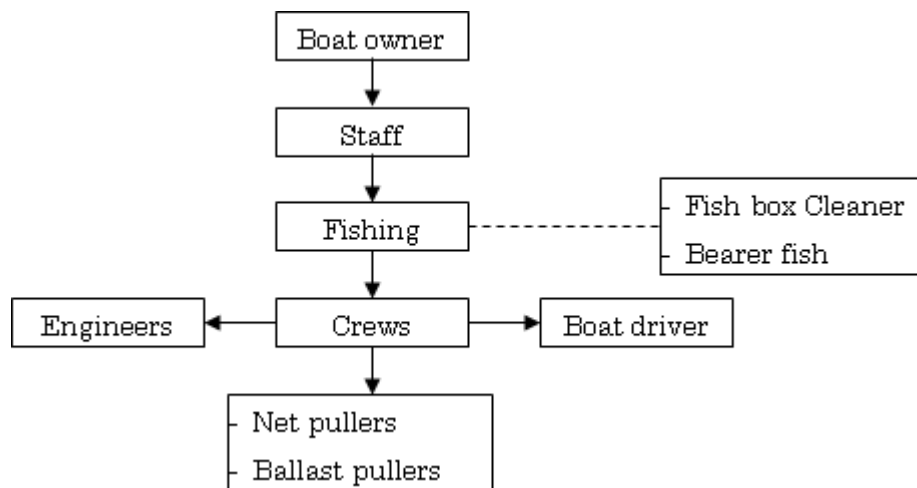 Boat owner
Staff
Fishing
- Fish box Cleaner
- Bearer fish
Engineers
Crews
Boat driver
- Net pullers
- Ballast pullers